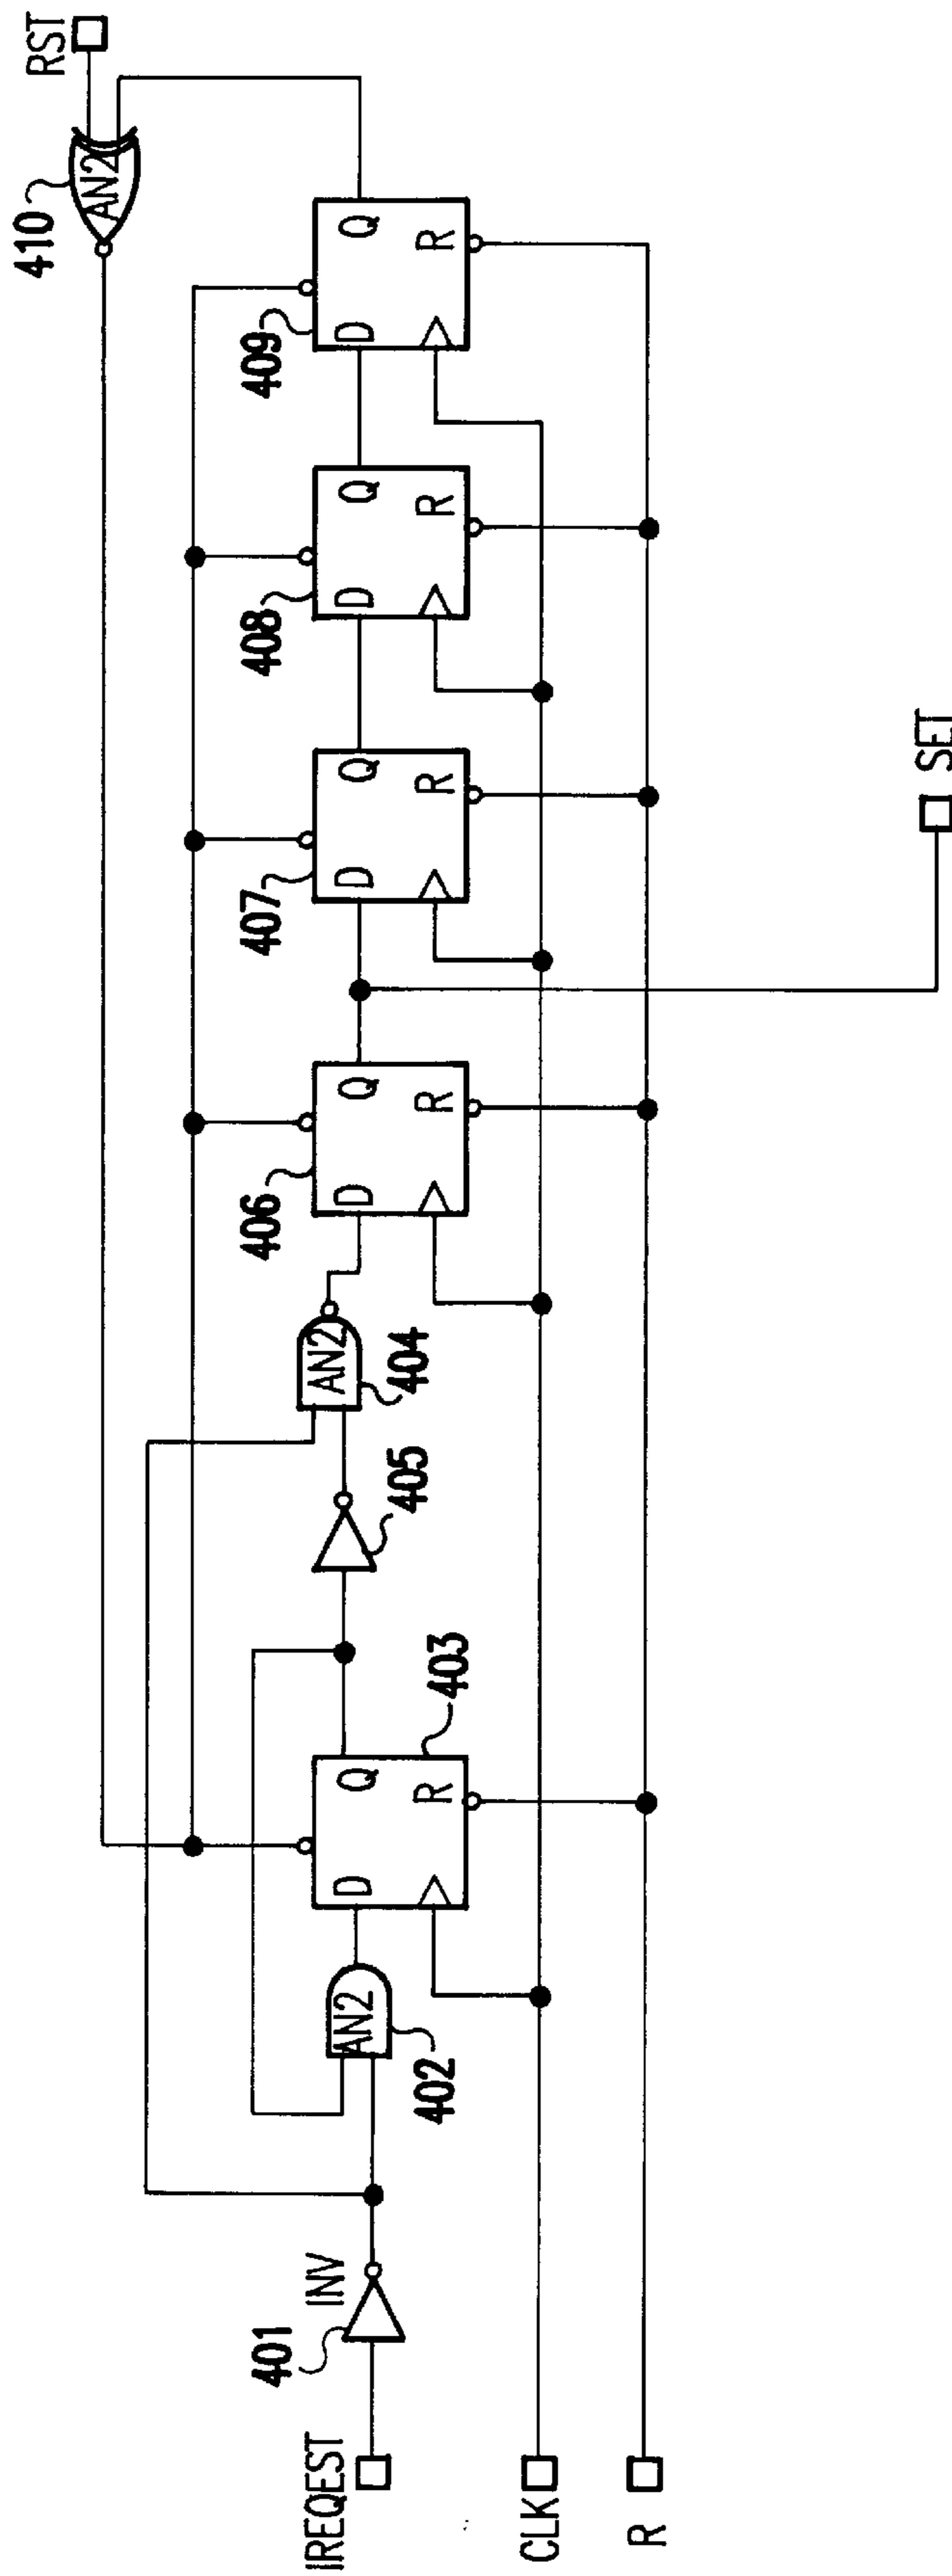 RST
410
AN2
401
INV
IREQEST
AN2
402
D Q
R
403
405
AN2
404
406
D Q
R
407
D Q
R
408
D Q
R
409
D Q
R
CLK
R
SET